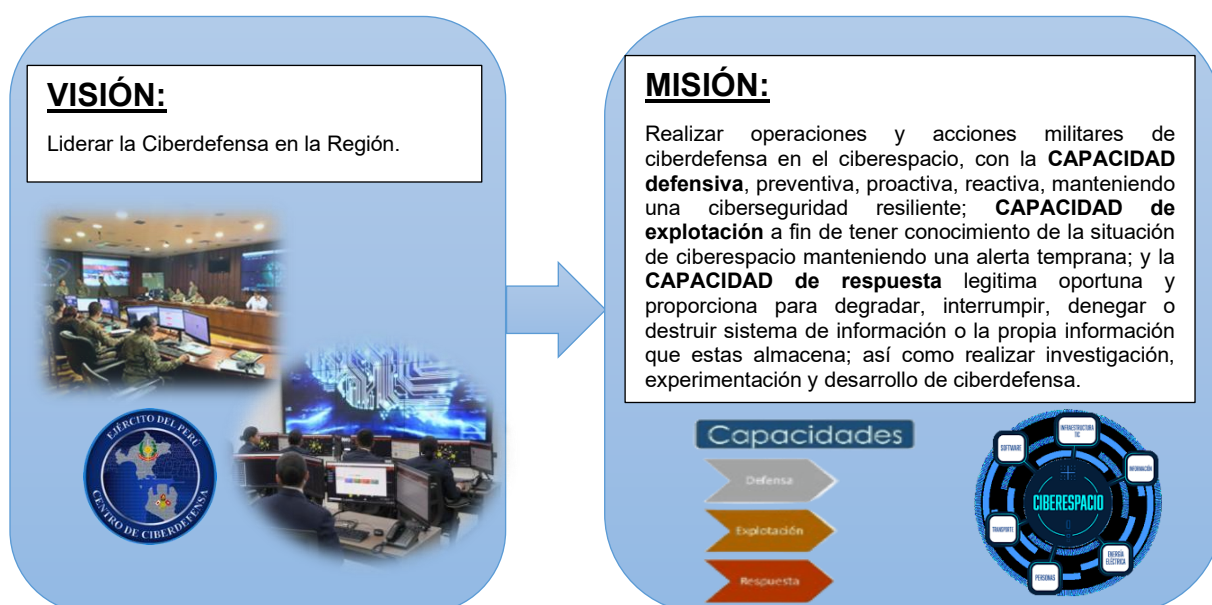 VISIÓN:
Liderar la Ciberdefensa en la Región.
EJÉRCITO DEL PERÚ
CENTRO DE CIBERDEFENSA
MISIÓN:
Realizar operaciones y acciones militares de
ciberdefensa en el ciberespacio, con la CAPACIDAD
defensiva, preventiva, proactiva, reactiva, manteniendo
una ciberseguridad resiliente; CAPACIDAD de
explotación a fin de tener conocimiento de la situación
de ciberespacio manteniendo una alerta temprana; y la
CAPACIDAD de respuesta legitima oportuna y
proporciona para degradar, interrumpir, denegar o
destruir sistema de información o la propia información
que estas almacena; así como realizar investigación,
experimentación y desarrollo de ciberdefensa.
Capacidades
Defensa
Explotación
Respuesta
INFRAESTRUCTURA
TIC
SOFTWARE
INFORMACIÓN
CIBERESPACIO
TRANSPORTE
ENERGÍA
ELÉCTRICA
PERSONAS